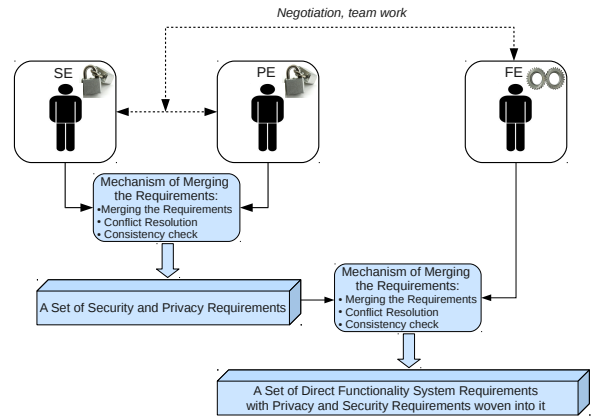 Negotiation, team work
SE
PE
FE
Mechanism of Merging
the Requirements:
•Merging the Requirements
• Conflict Resolution
• Consistency check
A Set of Security and Privacy Requirements
Mechanism of Merging
the Requirements:
• Merging the Requirements
• Conflict Resolution
• Consistency check
A Set of Direct Functionality System Requirements
with Privacy and Security Requirements woven into it